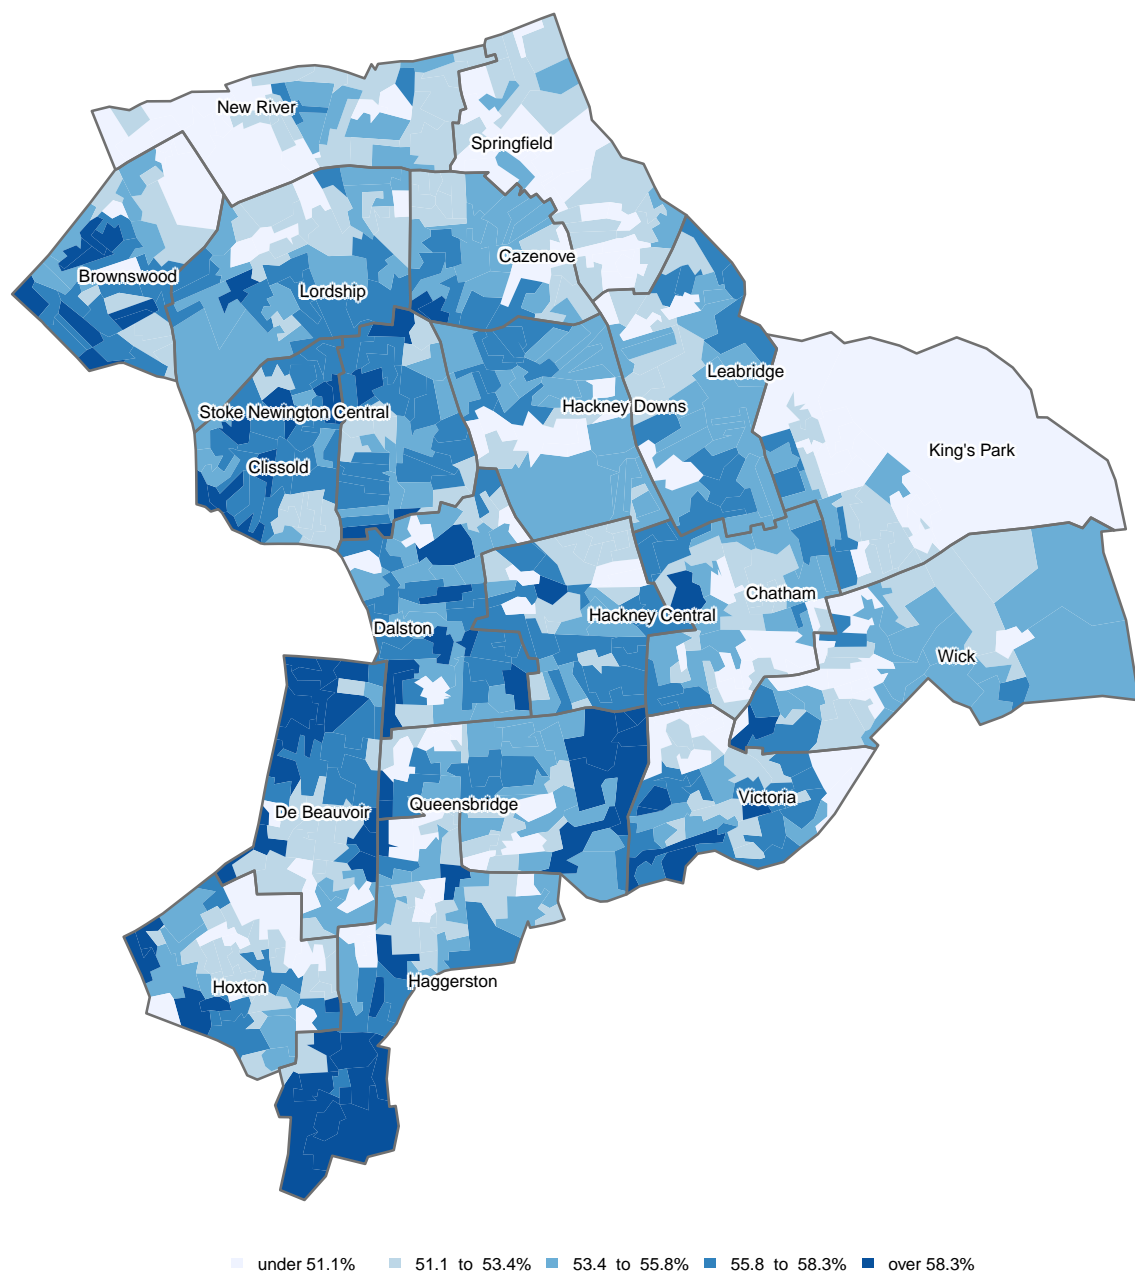 New River
Springfield
Cazenove
Brownswood
Lordship
Leabridge
Hackney Downs
Stoke Newington Central
King's Park
Clissold
Chatham
Hackney Central
Dalston
Wick
Victoria
Queensbridge
De Beauvoir
Haggerston
Hoxton
under 51.1% 51.1 to 53.4% 53.4 to 55.8% 55.8 to 58.3% over 58.3%